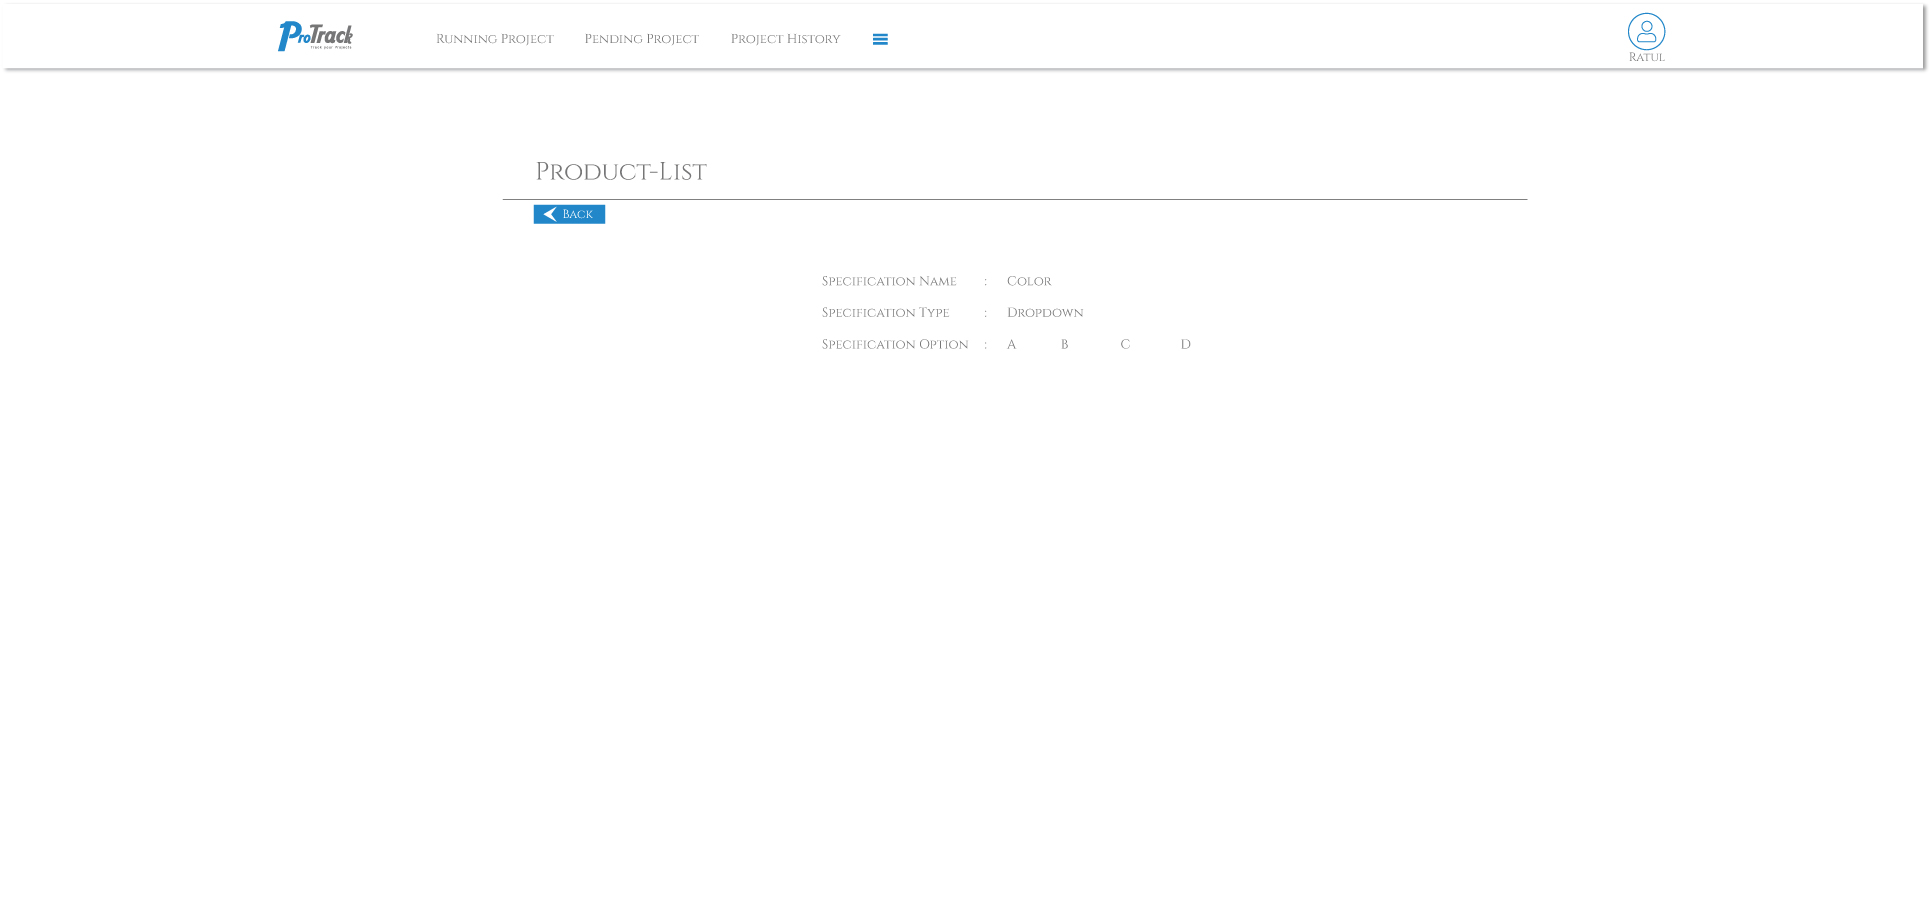 ProTrack
Track your Projects
Running Project Pending Project Project History
Ratul
Product-List
Back
Specification Name : Color
Specification Type : Dropdown
Specification Option : A B C D